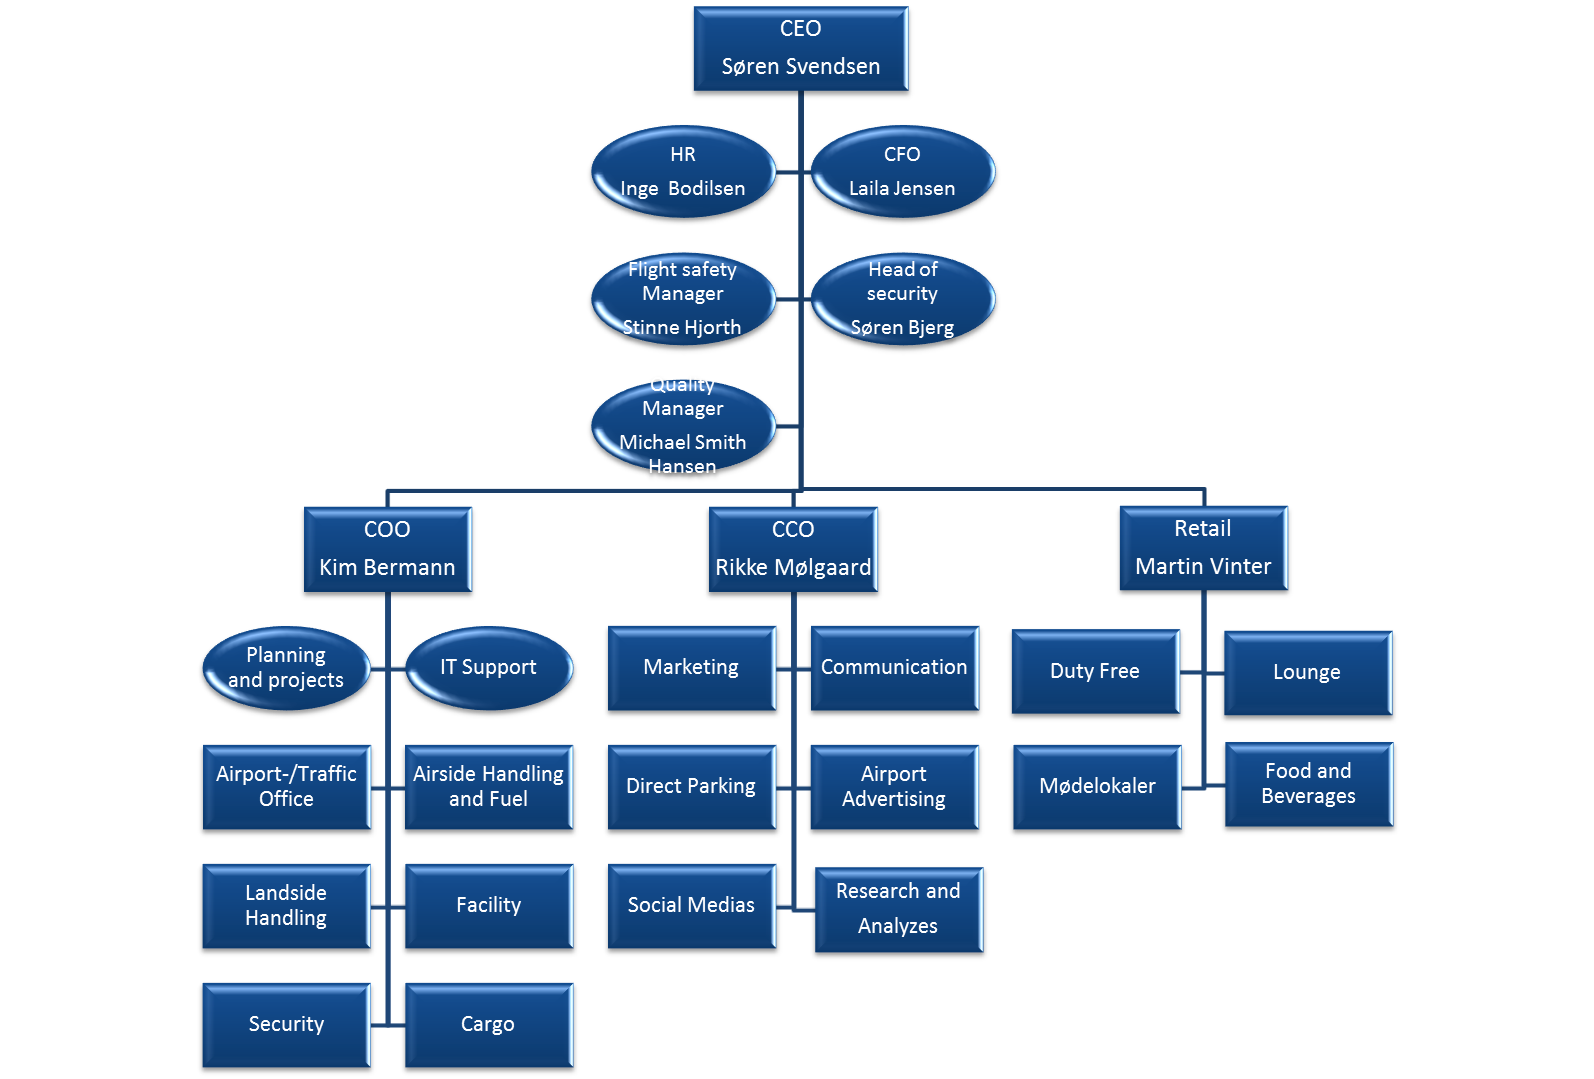 CEO
Søren Svendsen
HR
Inge Bodilsen
CFO
Laila Jensen
Flight safety
Manager
Stinne Hjorth
Head of
security
Søren Bjerg
Quality
Manager
Michael Smith
Hansen
COO
Kim Bermann
CCO
Rikke Mølgaard
Retail
Martin Vinter
Planning
and projects
IT Support
Airport-/Traffic
Office
Airside Handling
and Fuel
Landside
Handling
Facility
Security
Cargo
Marketing
Communication
Direct Parking
Airport
Advertising
Social Medias
Research and
Analyzes
Duty Free
Lounge
Mødelokaler
Food and
Beverages